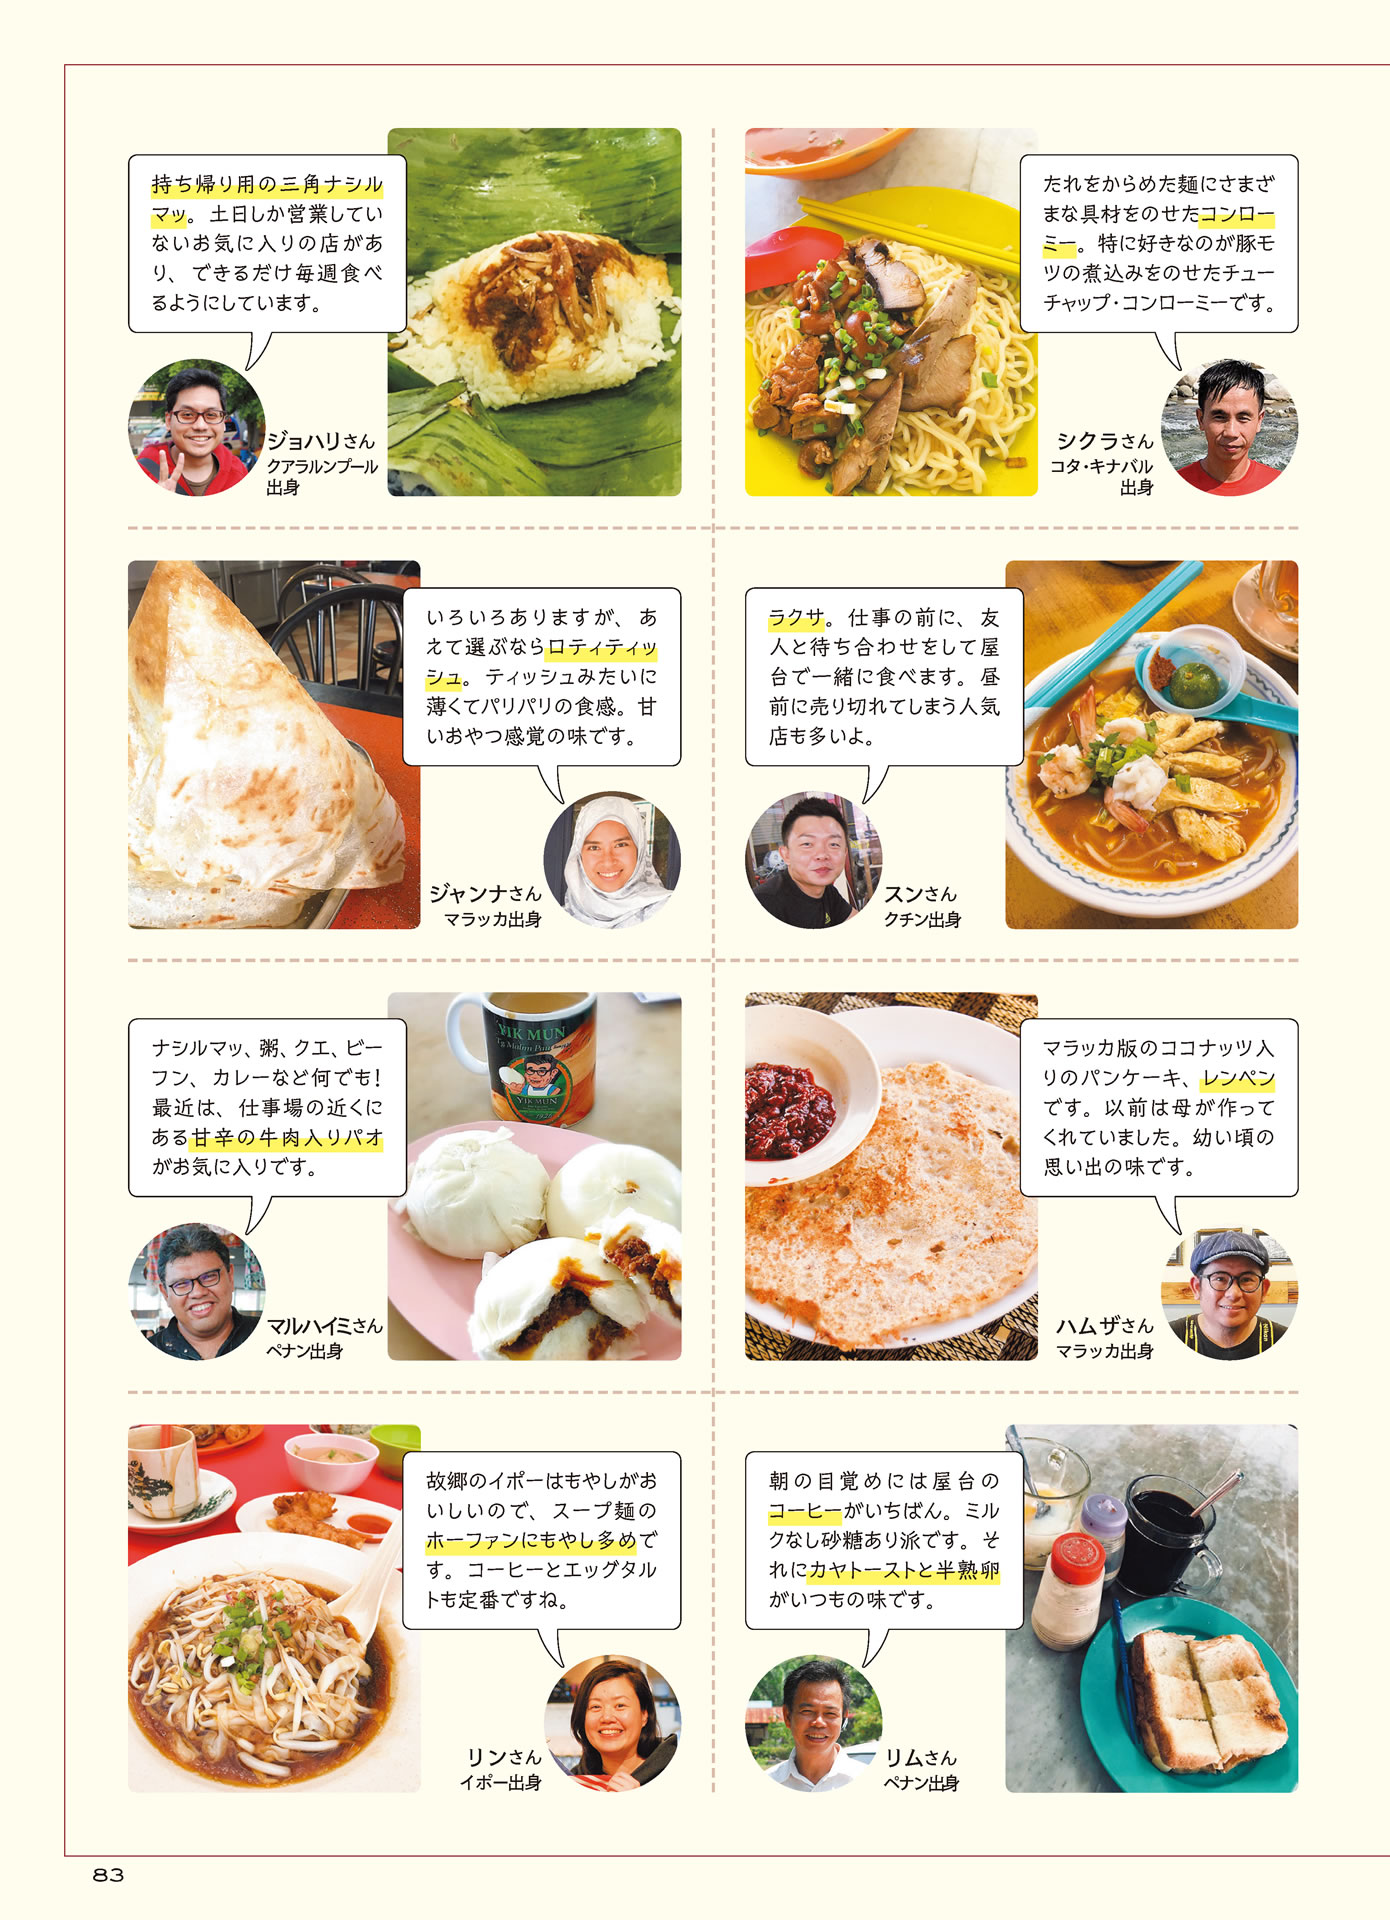 持ち帰り用の三角ナシル
マッ。土日しか営業してい
ないお気に入りの店があ
り、できるだけ毎週食べ
るようにしています。
ジョハリさん
クアラルンプール
出身
たれをからめた麺にさまざ
まな具材をのせたコンロー
ミー。特に好きなのが豚モ
ツの煮込みをのせたチュー
チャップ・コンローミーです。
シクラさん
コタ・キナバル
出身
いろいろありますが、あ
えて選ぶならロティティッ
シュ。ティッシュみたいに
薄くてパリパリの食感。甘
いおやつ感覚の味です。
ジャンナさん
マラッカ出身
ラクサ。仕事の前に、友
人と待ち合わせをして屋
台で一緒に食べます。昼
前に売り切れてしまう人気
店も多いよ。
スンさん
クチン出身
ナシルマッ、粥、クエ、ビー
フン、カレーなど何でも!
最近は、仕事場の近くに
ある甘辛の牛肉入りパオ
がお気に入りです。
マルハイミさん
ペナン出身
YIK MUN
Tg Malim Pau
YIK MUN
マラッカ版のココナッツ入
りのパンケーキ、レンペン
です。以前は母が作って
くれていました。幼い頃の
思い出の味です。
ハムザさん
マラッカ出身
Nikon
故郷のイポーはもやしがお
いしいので、スープ麺の
ホーファンにもやし多めで
す。コーヒーとエッグタル
トも定番ですね。
リンさん
イポー出身
朝の目覚めには屋台の
コーヒーがいちばん。ミル
クなし砂糖あり派です。そ
れにカヤトーストと半熟卵
がいつもの味です。
リムさん
ペナン出身
83